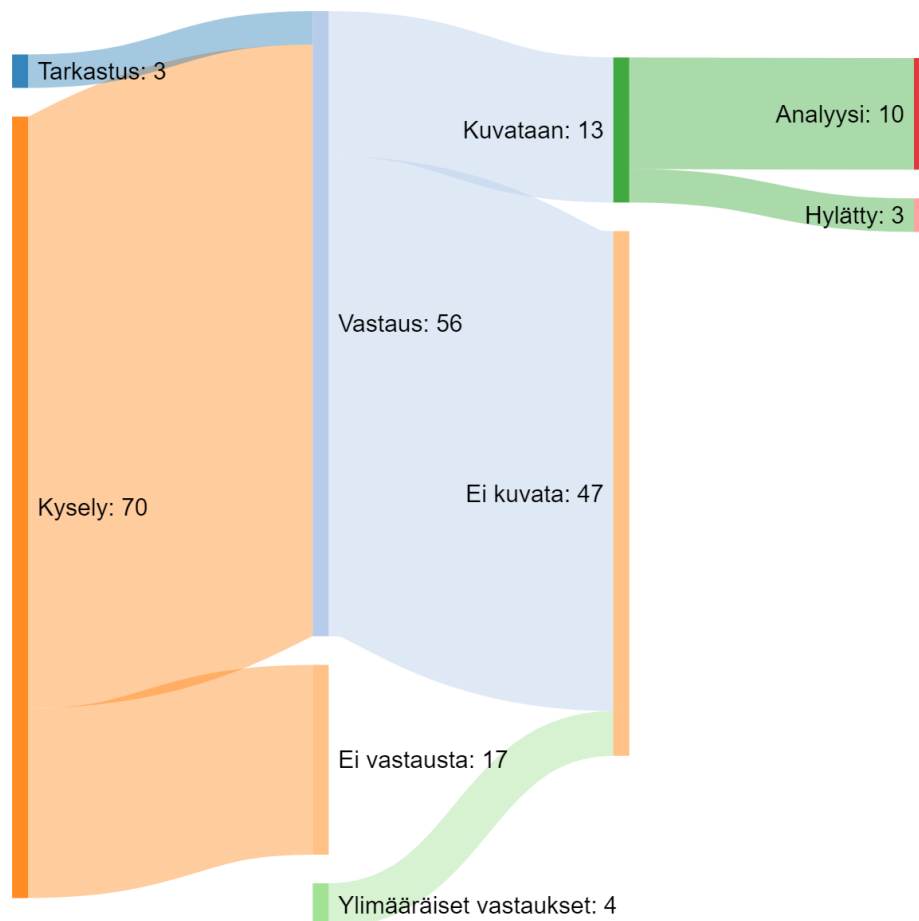 Tarkastus: 3
Kysely: 70
Vastaus: 56
Ei vastausta: 17
Ylimääräiset vastaukset: 4
Kuvataan: 13
Ei kuvata: 47
Analyysi: 10
Hylätty: 3